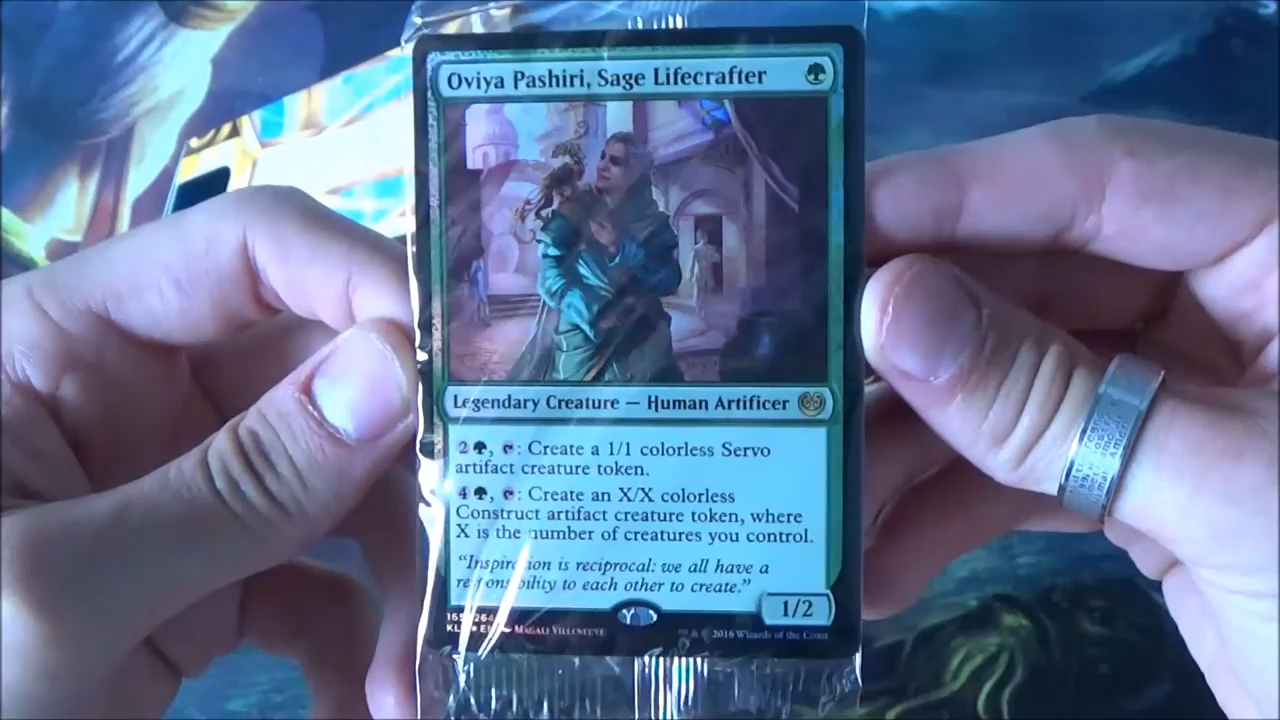 Oviya Pashiri, Sage Lifecrafter
Legendary Creature — Human Artificer
2 , : Create a 1/1 colorless Servo
artifact creature token.
4 , : Create an X/X colorless
Construct artifact creature token, where
X is the number of creatures you control.
"Inspiration is reciprocal: we all have a
responsibility to each other to create."
1/2
165/264
EN MAGALI VILLENEUVE
2016 Wizards of the Coast